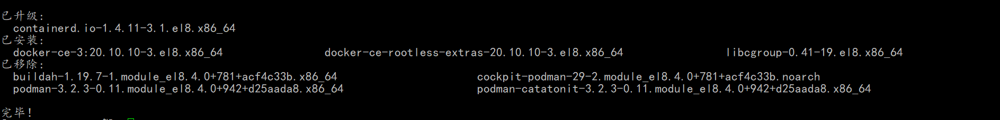 已升级:
containerd.io-1.4.11-3.1.el8.x86_64
已安装:
docker-ce-3:20.10.10-3.el8.x86_64 docker-ce-rootless-extras-20.10.10-3.el8.x86_64 libcgroup-0.41-19.el8.x86_64
已移除:
buildah-1.19.7-1.module_el8.4.0+781+acf4c33b.x86_64 cockpit-podman-29-2.module_el8.4.0+781+acf4c33b.noarch
podman-3.2.3-0.11.module_el8.4.0+942+d25aada8.x86_64 podman-catatonit-3.2.3-0.11.module_el8.4.0+942+d25aada8.x86_64
完毕!